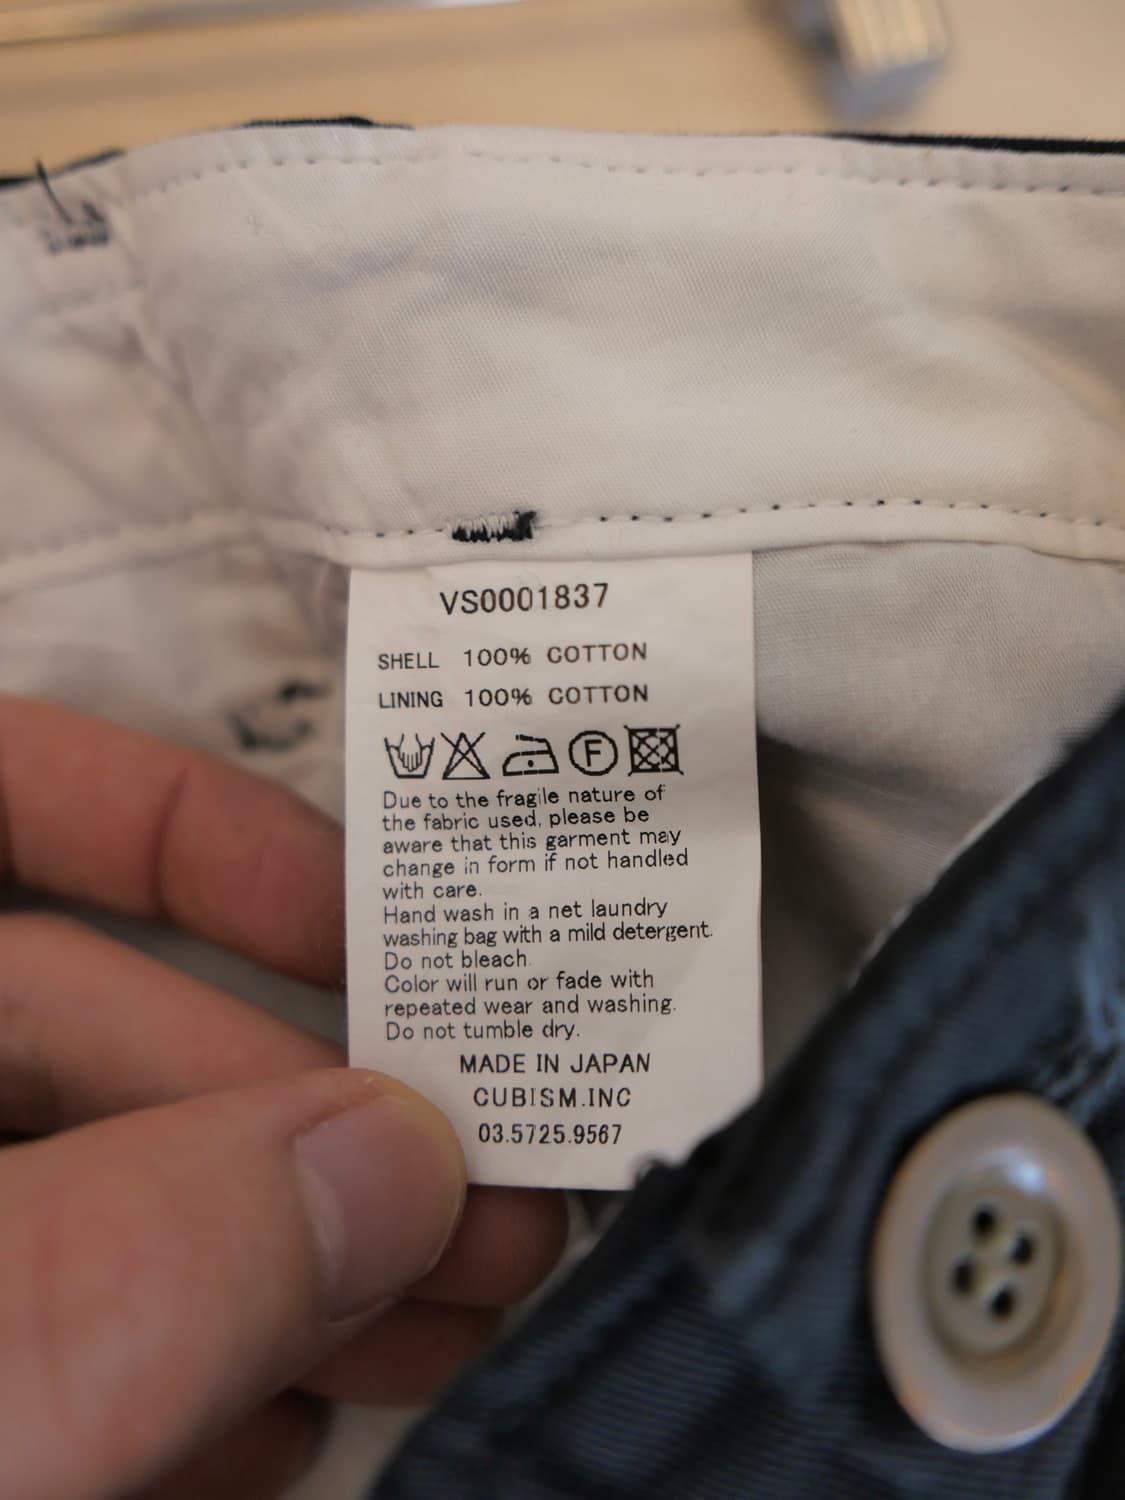 VS0001837
SHELL 100% COTTON
LINING 100% COTTON
F
Due to the fragile nature of
the fabric used, please be
aware that this garment may
change in form if not handled
with care.
Hand wash in a net laundry
washing bag with a mild detergent.
Do not bleach.
Color will run or fade with
repeated wear and washing.
Do not tumble dry.
MADE IN JAPAN
CUBISM.INC
03.5725.9567